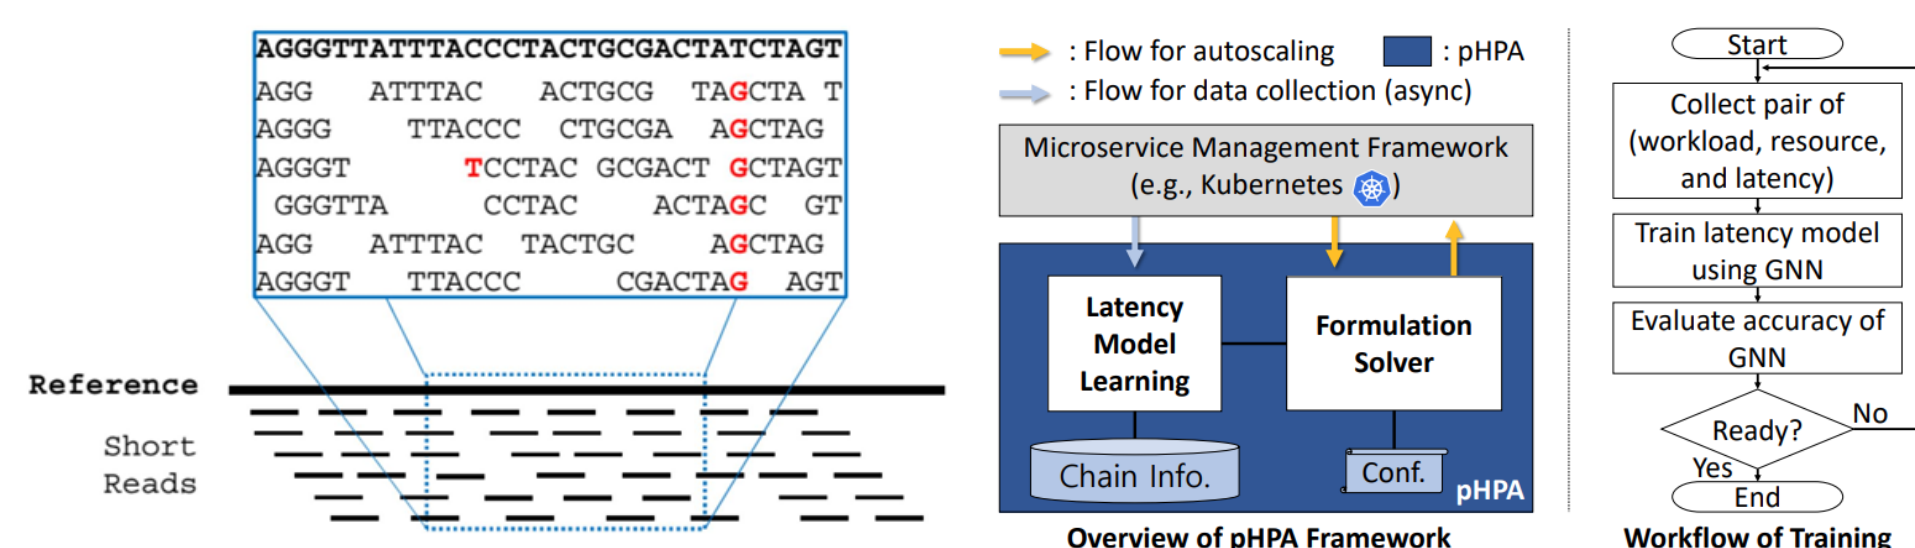 AGGGTTATTTACCCTACTGCGACTATCTAGT
AGG ATTTAC ACTGCG TAGCTA T
AGGG TTACCC CTGCGA AGCTAG
AGGGT TCCTAC GCGACT GCTAGT
GGGTTA CCTAC ACTAGC GT
AGG ATTTAC TACTGC AGCTAG
AGGGT TTACCC CGACTAG AGT
Reference
Short
Reads
: Flow for autoscaling
: pHPA
: Flow for data collection (async)
Microservice Management Framework
(e.g., Kubernetes )
Latency
Model
Learning
Formulation
Solver
Chain Info.
Conf.
pHPA
Overview of pHPA Framework
Start
Collect pair of
(workload, resource,
and latency)
Train latency model
using GNN
Evaluate accuracy of
GNN
Ready?
No
Yes
End
Workflow of Training